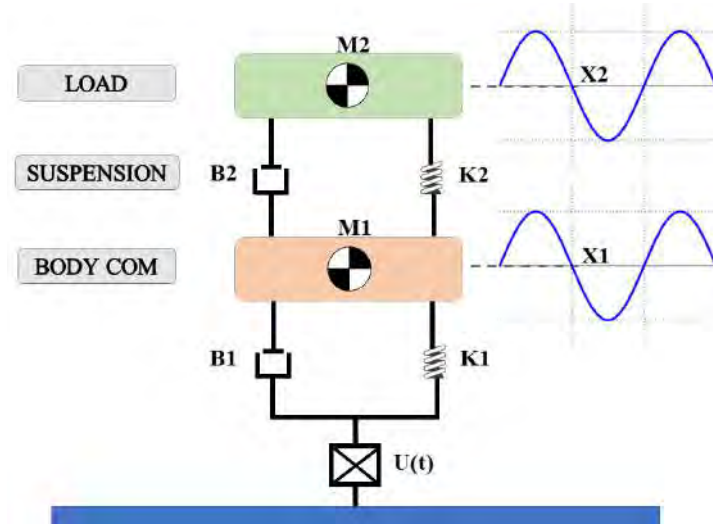 M2
LOAD
X2
SUSPENSION
B2
K2
M1
BODY COM
X1
B1
K1
U(t)